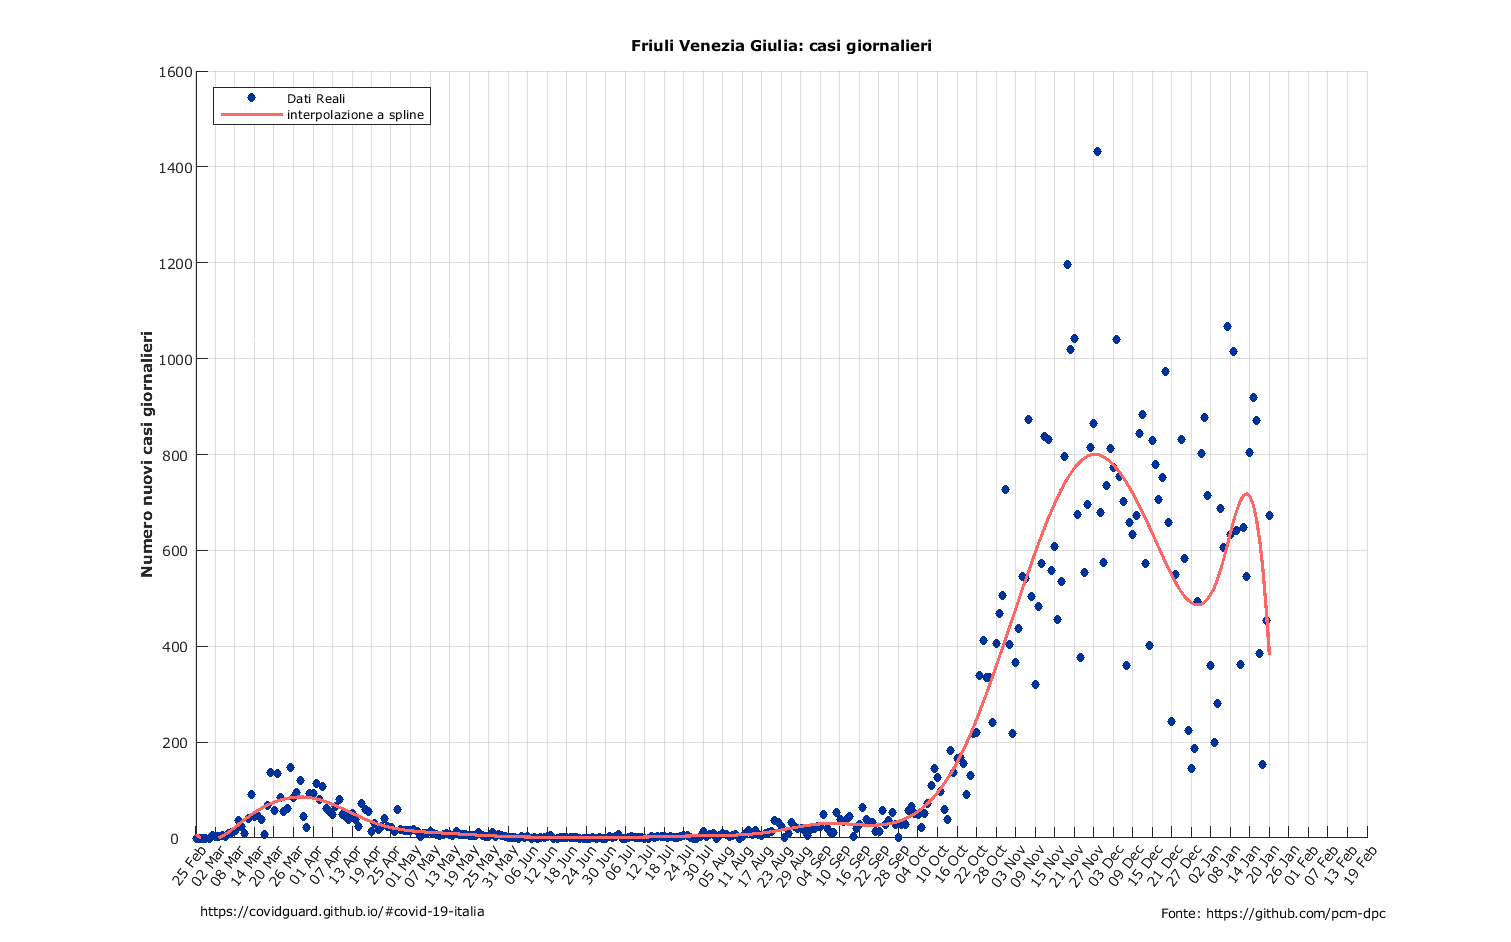 Friuli Venezia Giulia: casi giornalieri
Dati Reali
interpolazione a spline
Numero nuovi casi giornalieri
1600
1400
1200
1000
800
600
400
200
0
25 Feb
02 Mar
08 Mar
14 Mar
20 Mar
26 Mar
01 Apr
07 Apr
13 Apr
19 Apr
25 Apr
01 May
07 May
13 May
19 May
25 May
31 May
06 Jun
12 Jun
18 Jun
24 Jun
30 Jun
06 Jul
12 Jul
18 Jul
24 Jul
30 Jul
05 Aug
11 Aug
17 Aug
23 Aug
29 Aug
04 Sep
10 Sep
16 Sep
22 Sep
28 Sep
04 Oct
10 Oct
16 Oct
22 Oct
28 Oct
03 Nov
09 Nov
15 Nov
21 Nov
27 Nov
03 Dec
09 Dec
15 Dec
21 Dec
27 Dec
02 Jan
08 Jan
14 Jan
20 Jan
26 Jan
01 Feb
07 Feb
13 Feb
19 Feb
https://covidguard.github.io/#covid-19-italia
Fonte: https://github.com/pcm-dpc